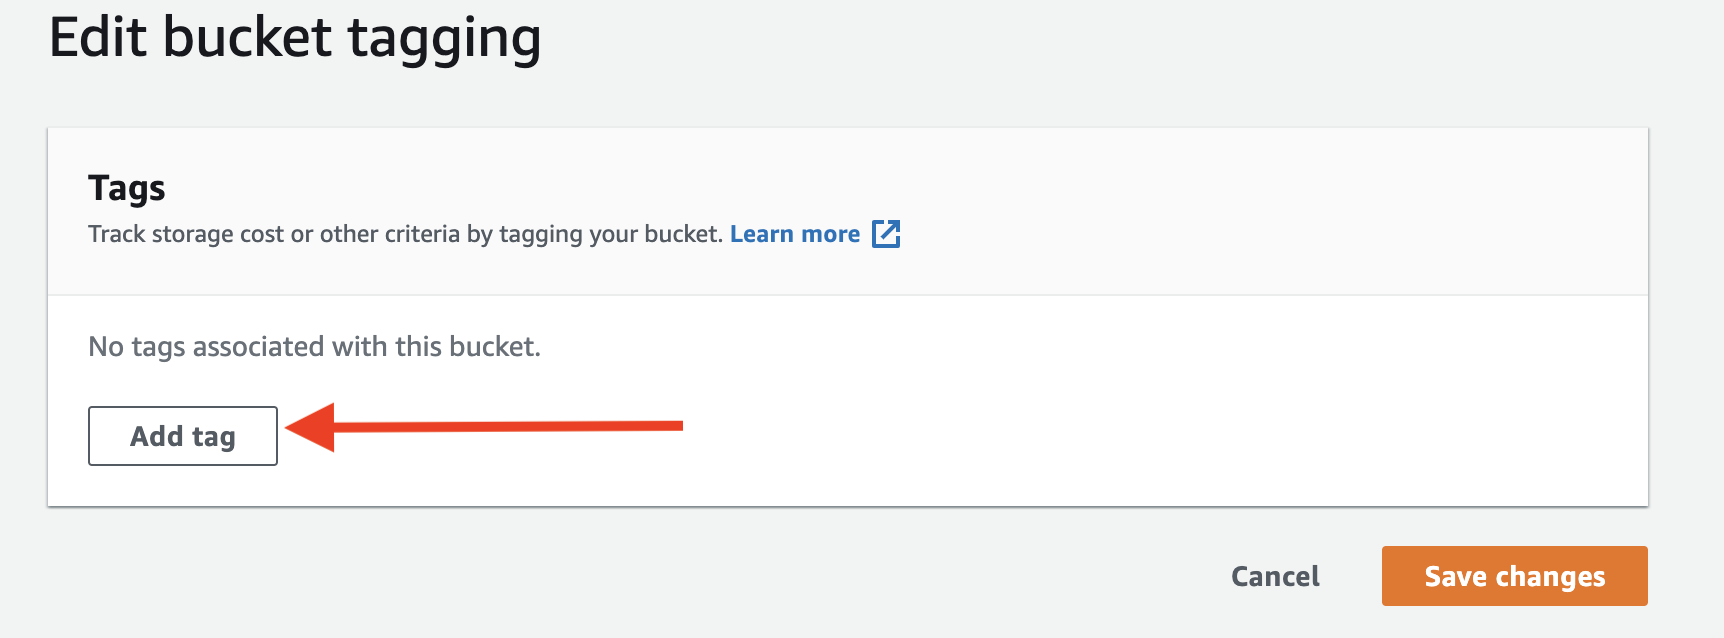 Edit bucket tagging
Tags
Track storage cost or other criteria by tagging your bucket. Learn more
No tags associated with this bucket.
Add tag
Cancel
Save changes